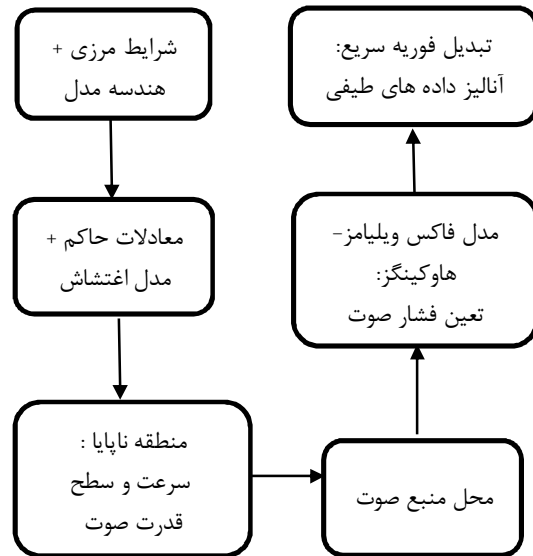 شرایط مرزی +
هندسه مدل
معادلات حاکم +
مدل اغتشاش
منطقه ناپایا :
سرعت و سطح
قدرت صوت
محل منبع صوت
مدل فاکس ویلیامز-
هاوکینگز:
تعین فشار صوت
تبدیل فوریه سریع:
آنالیز داده های طیفی